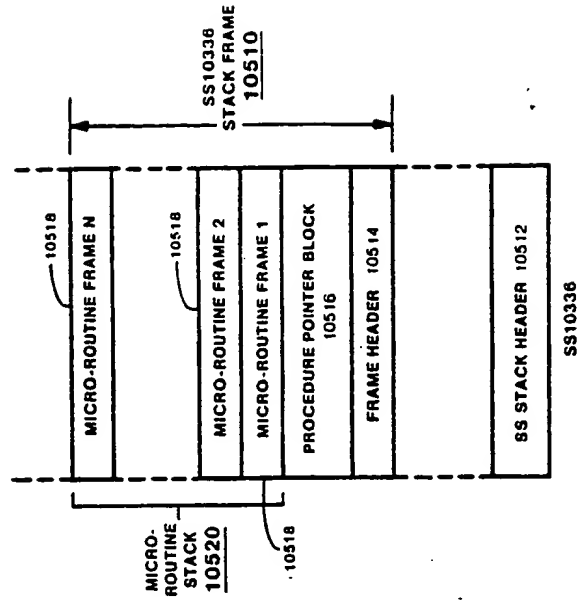 10518
MICRO-ROUTINE FRAME N
10518
MICRO-ROUTINE FRAME 2
MICRO-ROUTINE FRAME 1
PROCEDURE POINTER BLOCK
10516
FRAME HEADER 10514
SS STACK HEADER 10512
SS10336
STACK FRAME
10510
MICRO-
ROUTINE
STACK
10520
10518
SS10336